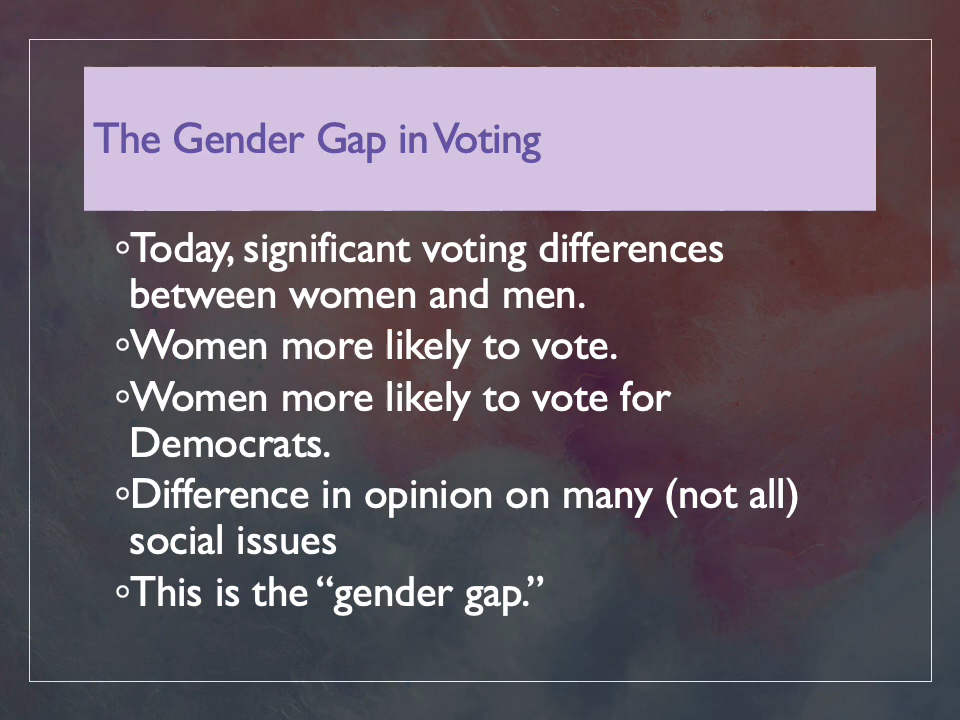 The Gender Gap in Voting
◦Today, significant voting differences
between women and men.
◦Women more likely to vote.
◦Women more likely to vote for
Democrats.
◦Difference in opinion on many (not all)
social issues
◦This is the “gender gap.”